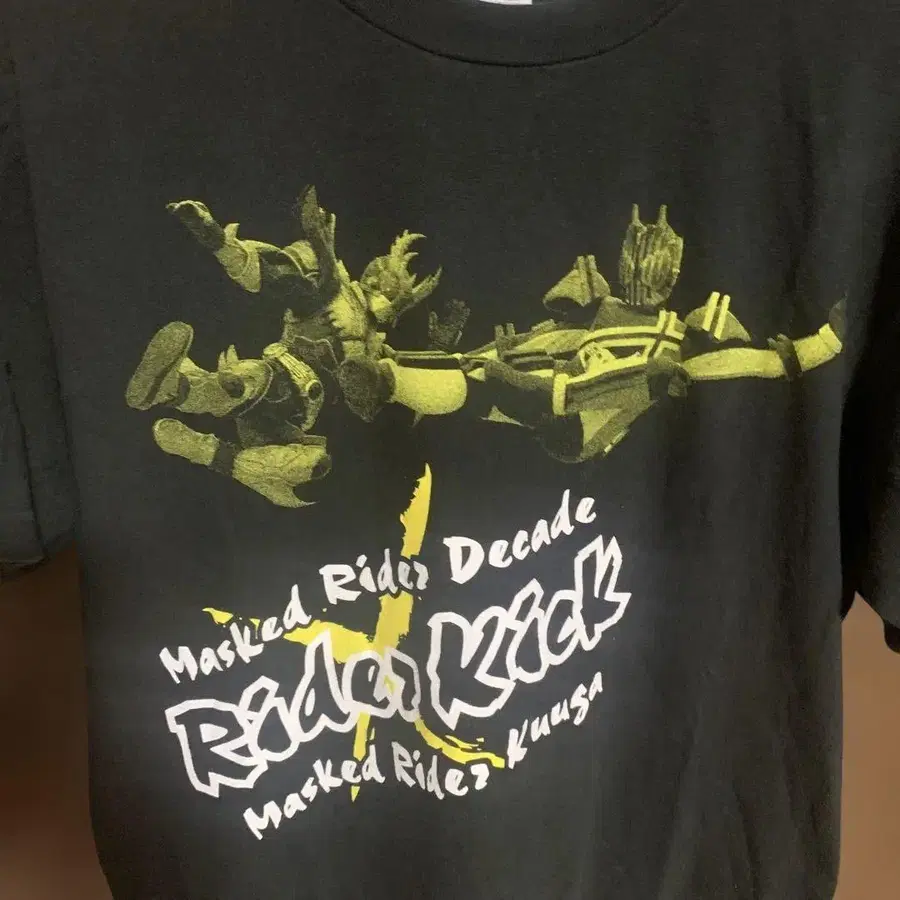 Masked Rider Decade
Rider Kick
Masked Rider Kuuga